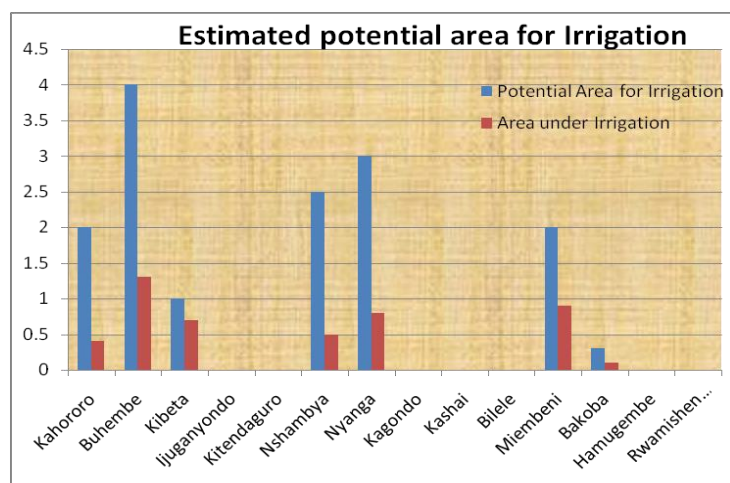 Estimated potential area for Irrigation
4.5
4
3.5
3
2.5
2
1.5
1
0.5
0
Potential Area for Irrigation
Area under Irrigation
Kahororo
Buhembe
Kibeta
Ijuganyondo
Kitendaguro
Nshambya
Nyanga
Kagondo
Kashai
Bilele
Miembeni
Bakoba
Hamugembe
Rwamishen...